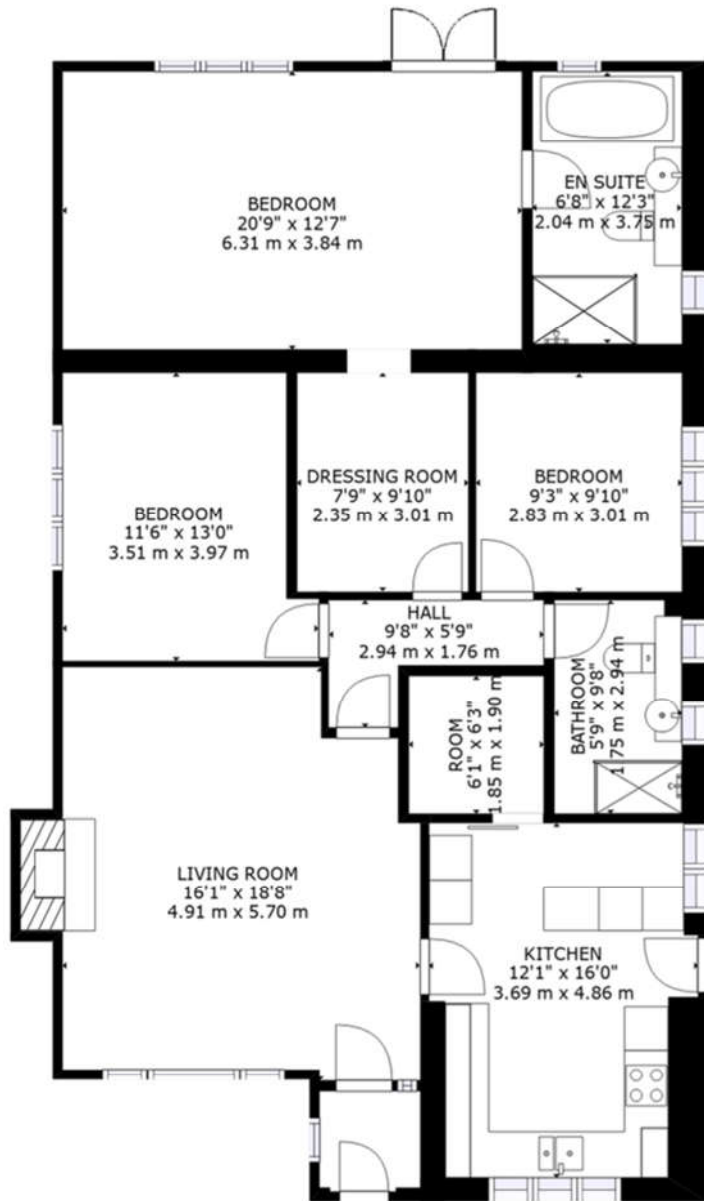 BEDROOM
20'9" x 12'7"
6.31 m x 3.84 m
EN SUITE
6'8" x 12'3"
2.04 m x 3.75 m
BEDROOM
11'6" x 13'0"
3.51 m x 3.97 m
DRESSING ROOM
7'9" x 9'10"
2.35 m x 3.01 m
BEDROOM
9'3" x 9'10"
2.83 m x 3.01 m
HALL
9'8" x 5'9"
2.94 m x 1.76 m
ROOM
6'1" x 6'3"
1.85 m x 1.90 m
BATHROOM
5'9" x 9'8"
1.75 m x 2.94 m
LIVING ROOM
16'1" x 18'8"
4.91 m x 5.70 m
KITCHEN
12'1" x 16'0"
3.69 m x 4.86 m